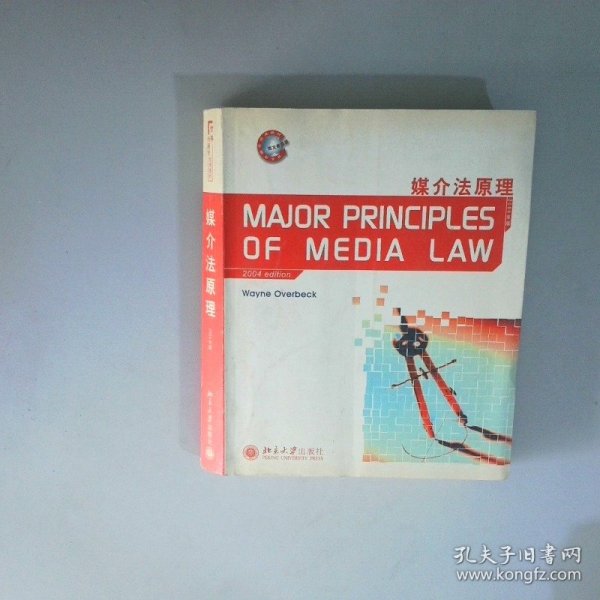 媒介法原理
MAJOR PRINCIPLES
OF MEDIA LAW
2004 edition
Wayne Overbeck
北京大学出版社
PEKING UNIVERSITY PRESS
媒介法原理
孔夫子旧书网
www.kongfz.com